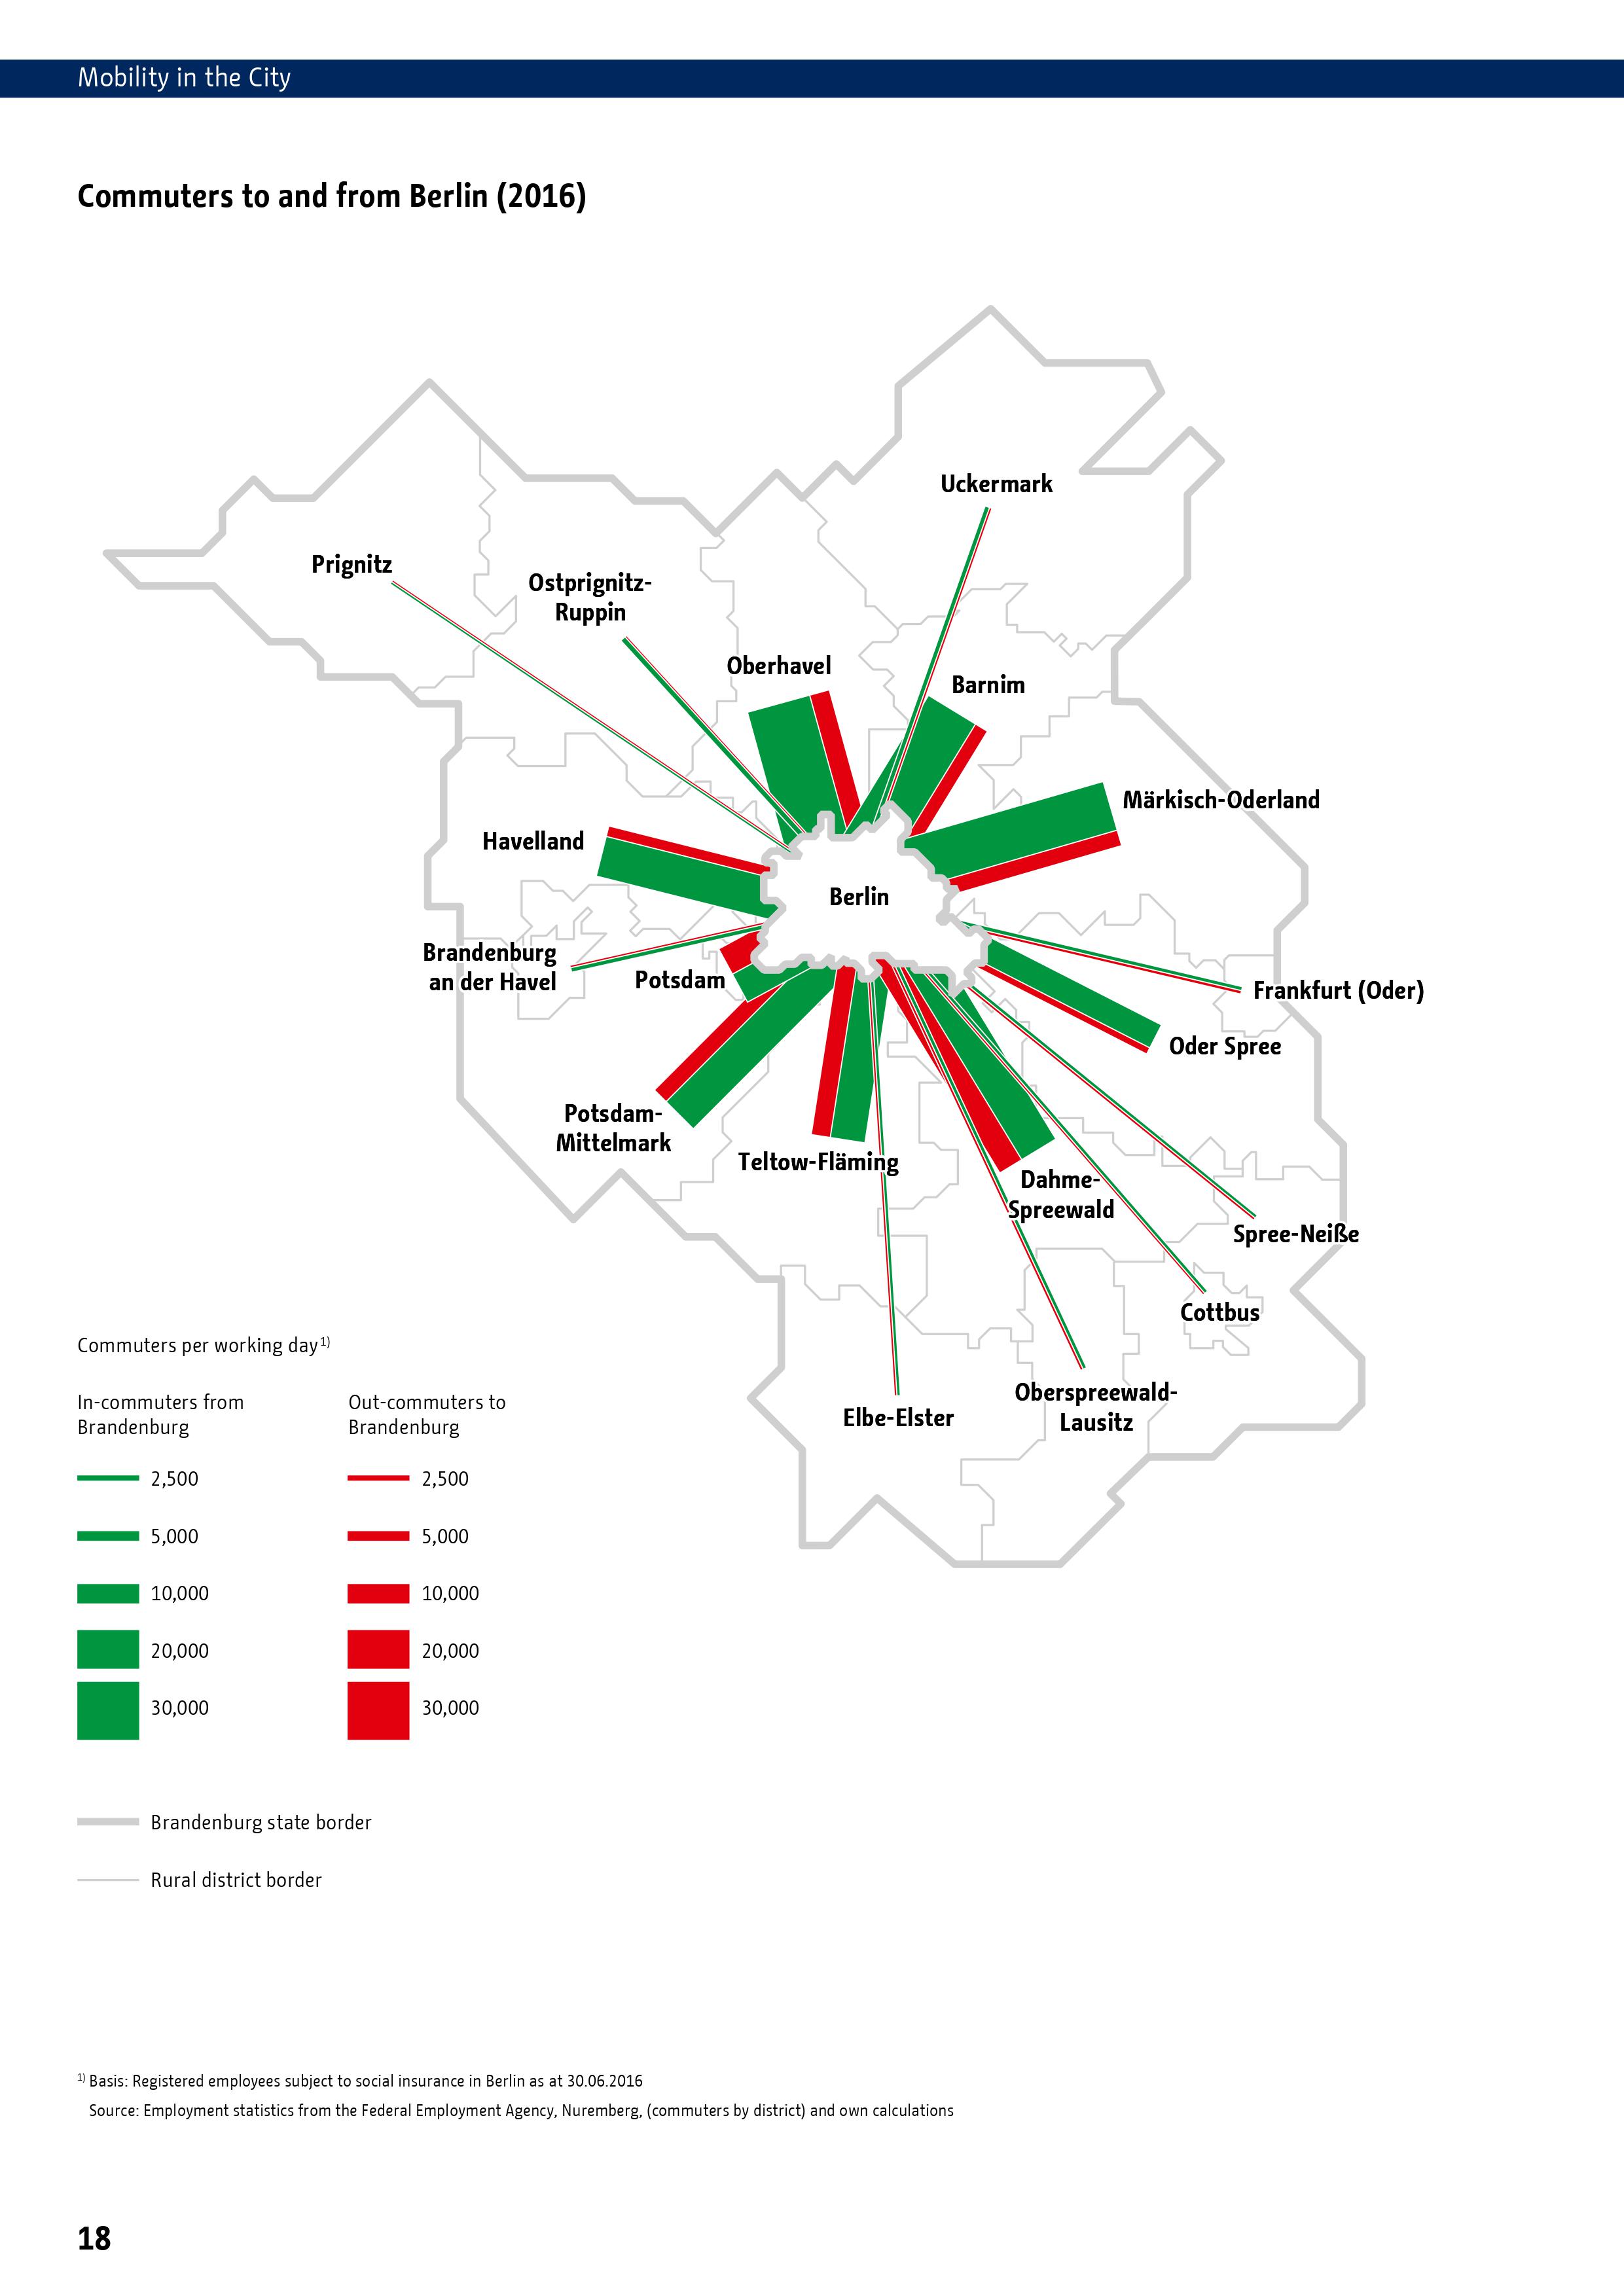 Mobility in the City
Commuters to and from Berlin (2016)
Uckermark
Prignitz
Ostprignitz-
Ruppin
Oberhavel
Barnim
Märkisch-Oderland
Havelland
Berlin
Brandenburg
an der Havel
Potsdam
Frankfurt (Oder)
Oder Spree
Potsdam-
Mittelmark
Teltow-Fläming
Dahme-
Spreewald
Spree-Neiße
Cottbus
Oberspreewald-
Lausitz
Elbe-Elster
Commuters per working day 1)
In-commuters from
Brandenburg
2,500
5,000
10,000
20,000
30,000
Out-commuters to
Brandenburg
2,500
5,000
10,000
20,000
30,000
Brandenburg state border
Rural district border
1) Basis: Registered employees subject to social insurance in Berlin as at 30.06.2016
Source: Employment statistics from the Federal Employment Agency, Nuremberg, (commuters by district) and own calculations
18